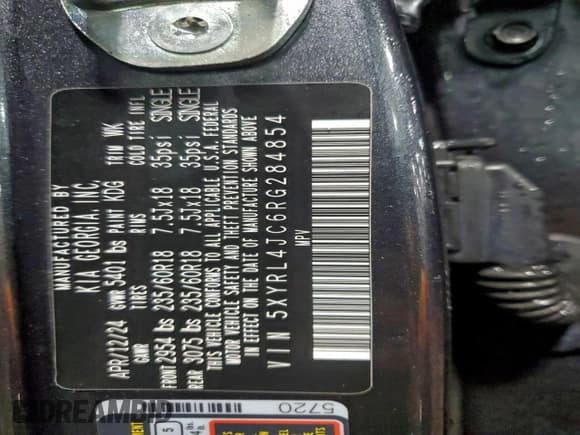 MANUFACTURED BY
KIA GEORGIA, INC.
APR/12/24 GVWR 5401 lbs PAINT KDG TRIM WK
GAWR TIRES RIMS COLD TIRE INFL
FRONT 2954 lbs 235/60R18 7.5Jx18 35psi SINGLE
REAR 3075 lbs 235/60R18 7.5Jx18 35psi SINGLE
THIS VEHICLE CONFORMS TO ALL APPLICABLE U.S.A. FEDERAL
MOTOR VEHICLE SAFETY AND THEFT PREVENTION STANDARDS
IN EFFECT ON THE DATE OF MANUFACTURE SHOWN ABOVE
VIN 5XYRL4JC6RG284854
MPV
5720
DREAMBID